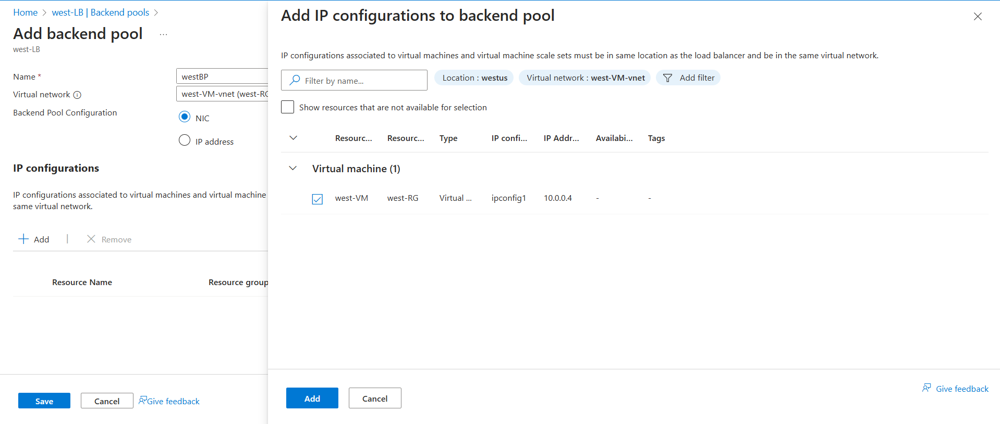 Home > west-LB | Backend pools >
Add backend pool ...
west-LB
Name *
westBP
Virtual network
west-VM-vnet (west-RG
Backend Pool Configuration
NIC
IP address
IP configurations
IP configurations associated to virtual machines and virtual machine
same virtual network.
Add | Remove
Resource Name Resource group
Save Cancel Give feedback
Add IP configurations to backend pool
IP configurations associated to virtual machines and virtual machine scale sets must be in same location as the load balancer and be in the same virtual network.
Filter by name... Location : westus Virtual network : west-VM-vnet Add filter
Show resources that are not available for selection
Resourc... Resourc... Type IP confi... IP Addr... Availabi... Tags
Virtual machine (1)
west-VM west-RG Virtual ... ipconfig1 10.0.0.4 - -
Add Cancel
Give feedback